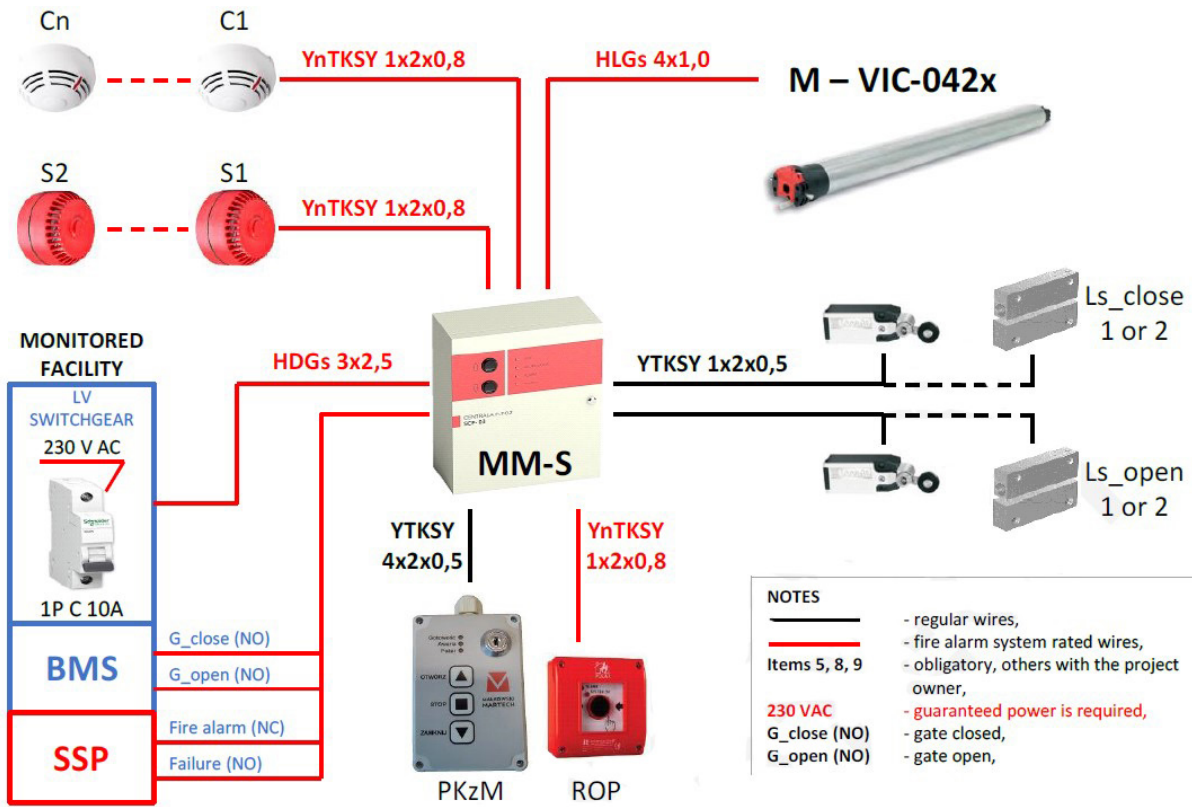 Cn
C1
YnTKSY 1x2x0,8
HLGs 4x1,0
M – VIC-042x
S2
S1
YnTKSY 1x2x0,8
MONITORED
FACILITY
LV
SWITCHGEAR
230 V AC
Schneider
1P C 10A
BMS
SSP
HDGs 3x2,5
G_close (NO)
G_open (NO)
Fire alarm (NC)
Failure (NO)
CENTRALA
MM-S
YTKSY 1x2x0,5
Ls_close
1 or 2
Ls_open
1 or 2
YTKSY
4x2x0,5
YnTKSY
1x2x0,8
OTWÓRZ
STOP
ZAMKNIJ
MARTECH
PKzM
ROP
NOTES
- regular wires,
- fire alarm system rated wires,
Items 5, 8, 9 - obligatory, others with the project
owner,
230 VAC - guaranteed power is required,
G_close (NO) - gate closed,
G_open (NO) - gate open,